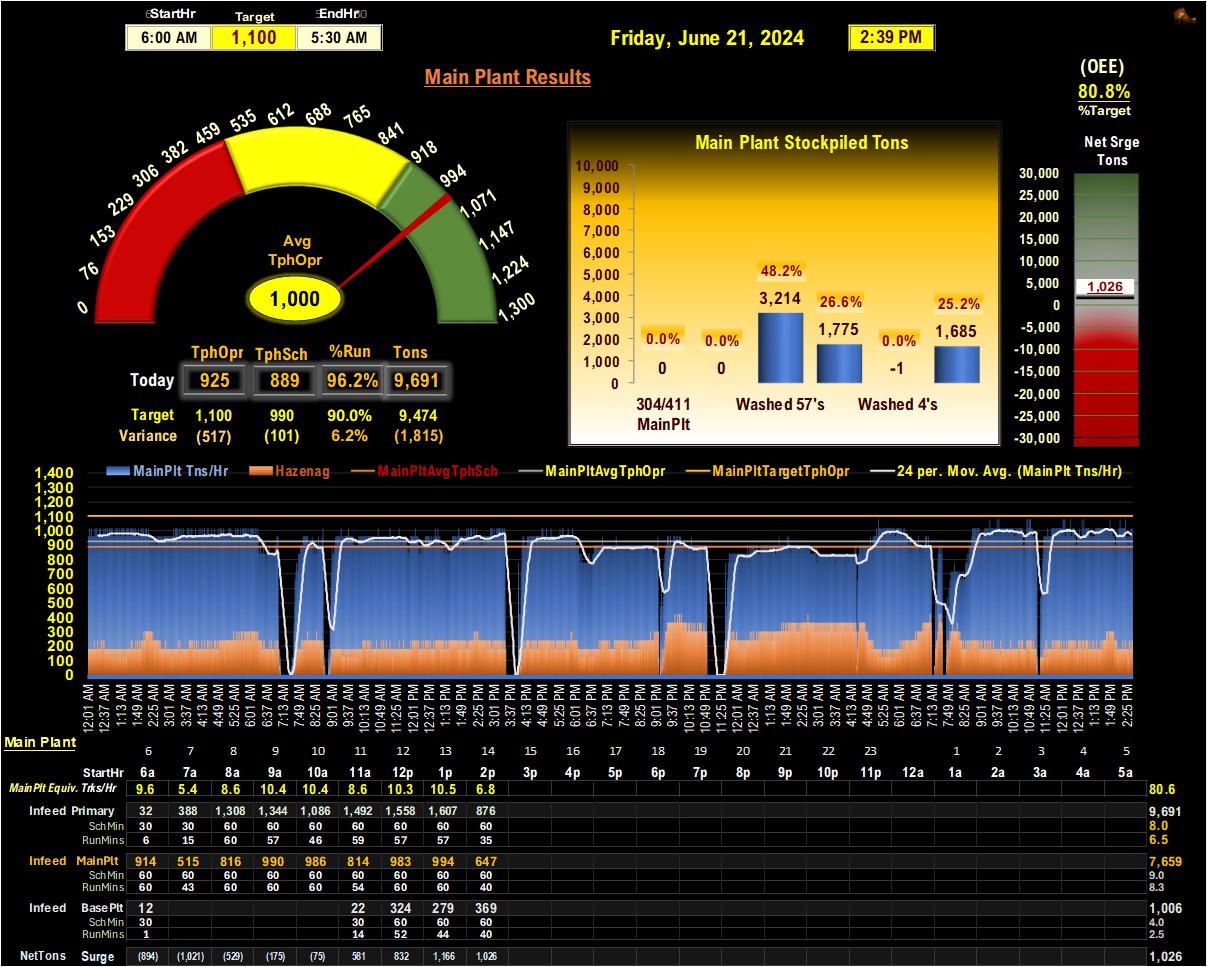 StartHr Target EndHr
6:00 AM 1,100 5:30 AM
Friday, June 21, 2024 2:39 PM
Main Plant Results
(OEE)
80.8%
%Target
0 76 153 229 306 382 459 535 612 688 765 841 918 994 1,071 1,147 1,224 1,300
Avg
TphOpr
1,000
TphOpr TphSch %Run Tons
Today 925 889 96.2% 9,691
Target 1,100 990 90.0% 9,474
Variance (517) (101) 6.2% (1,815)
Main Plant Stockpiled Tons
10,000
9,000
8,000
7,000
6,000
5,000
4,000
3,000
2,000
1,000
0
0.0% 0.0% 48.2% 26.6% 0.0% 25.2%
0 0 3,214 1,775 -1 1,685
304/411 Washed 57's Washed 4's
MainPlt
Net Srge
Tons
30,000
25,000
20,000
15,000
10,000
5,000
1,026
0
-5,000
-10,000
-15,000
-20,000
-25,000
-30,000
MainPlt Tns/Hr Hazenag MainPltAvgTphSch MainPltAvgTphOpr MainPltTargetTphOpr 24 per. Mov. Avg. (MainPlt Tns/Hr)
1,400
1,300
1,200
1,100
1,000
900
800
700
600
500
400
300
200
100
0
12:01 AM 12:37 AM 1:13 AM 1:49 AM 2:25 AM 3:01 AM 3:37 AM 4:13 AM 4:49 AM 5:25 AM 6:01 AM 6:37 AM 7:13 AM 7:49 AM 8:25 AM 9:01 AM 9:37 AM 10:13 AM 10:49 AM 11:25 AM 12:01 PM 12:37 PM 1:13 PM 1:49 PM 2:25 PM 3:01 PM 3:37 PM 4:13 PM 4:49 PM 5:25 PM 6:01 PM 6:37 PM 7:13 PM 7:49 PM 8:25 PM 9:01 PM 9:37 PM 10:13 PM 10:49 PM 11:25 PM 12:01 AM 12:37 AM 1:13 AM 1:49 AM 2:25 AM 3:01 AM 3:37 AM 4:13 AM 4:49 AM 5:25 AM 6:01 AM 6:37 AM 7:13 AM 7:49 AM 8:25 AM 9:01 AM 9:37 AM 10:13 AM 10:49 AM 11:25 AM 12:01 PM 12:37 PM 1:13 PM 1:49 PM 2:25 PM
Main Plant
6 7 8 9 10 11 12 13 14 15 16 17 18 19 20 21 22 23 1 2 3 4 5
StartHr 6a 7a 8a 9a 10a 11a 12p 1p 2p 3p 4p 5p 6p 7p 8p 9p 10p 11p 12a 1a 2a 3a 4a 5a
MainPlt Equiv. Trks/Hr 9.6 5.4 8.6 10.4 10.4 8.6 10.3 10.5 6.8 80.6
Infeed Primary 32 388 1,308 1,344 1,086 1,492 1,558 1,607 876 9,691
SchMin 30 30 60 60 60 60 60 60 60 8.0
RunMins 6 15 60 57 46 59 57 57 35 6.5
Infeed MainPlt 914 515 816 990 986 814 983 994 647 7,659
SchMin 60 60 60 60 60 60 60 60 60 9.0
RunMins 60 43 60 60 60 54 60 60 40 8.3
Infeed BasePlt 12 22 324 279 369 1,006
SchMin 30 30 60 60 60 4.0
RunMins 1 14 52 44 40 2.5
NetTons Surge (894) (1,021) (529) (175) (75) 581 832 1,166 1,026 1,026